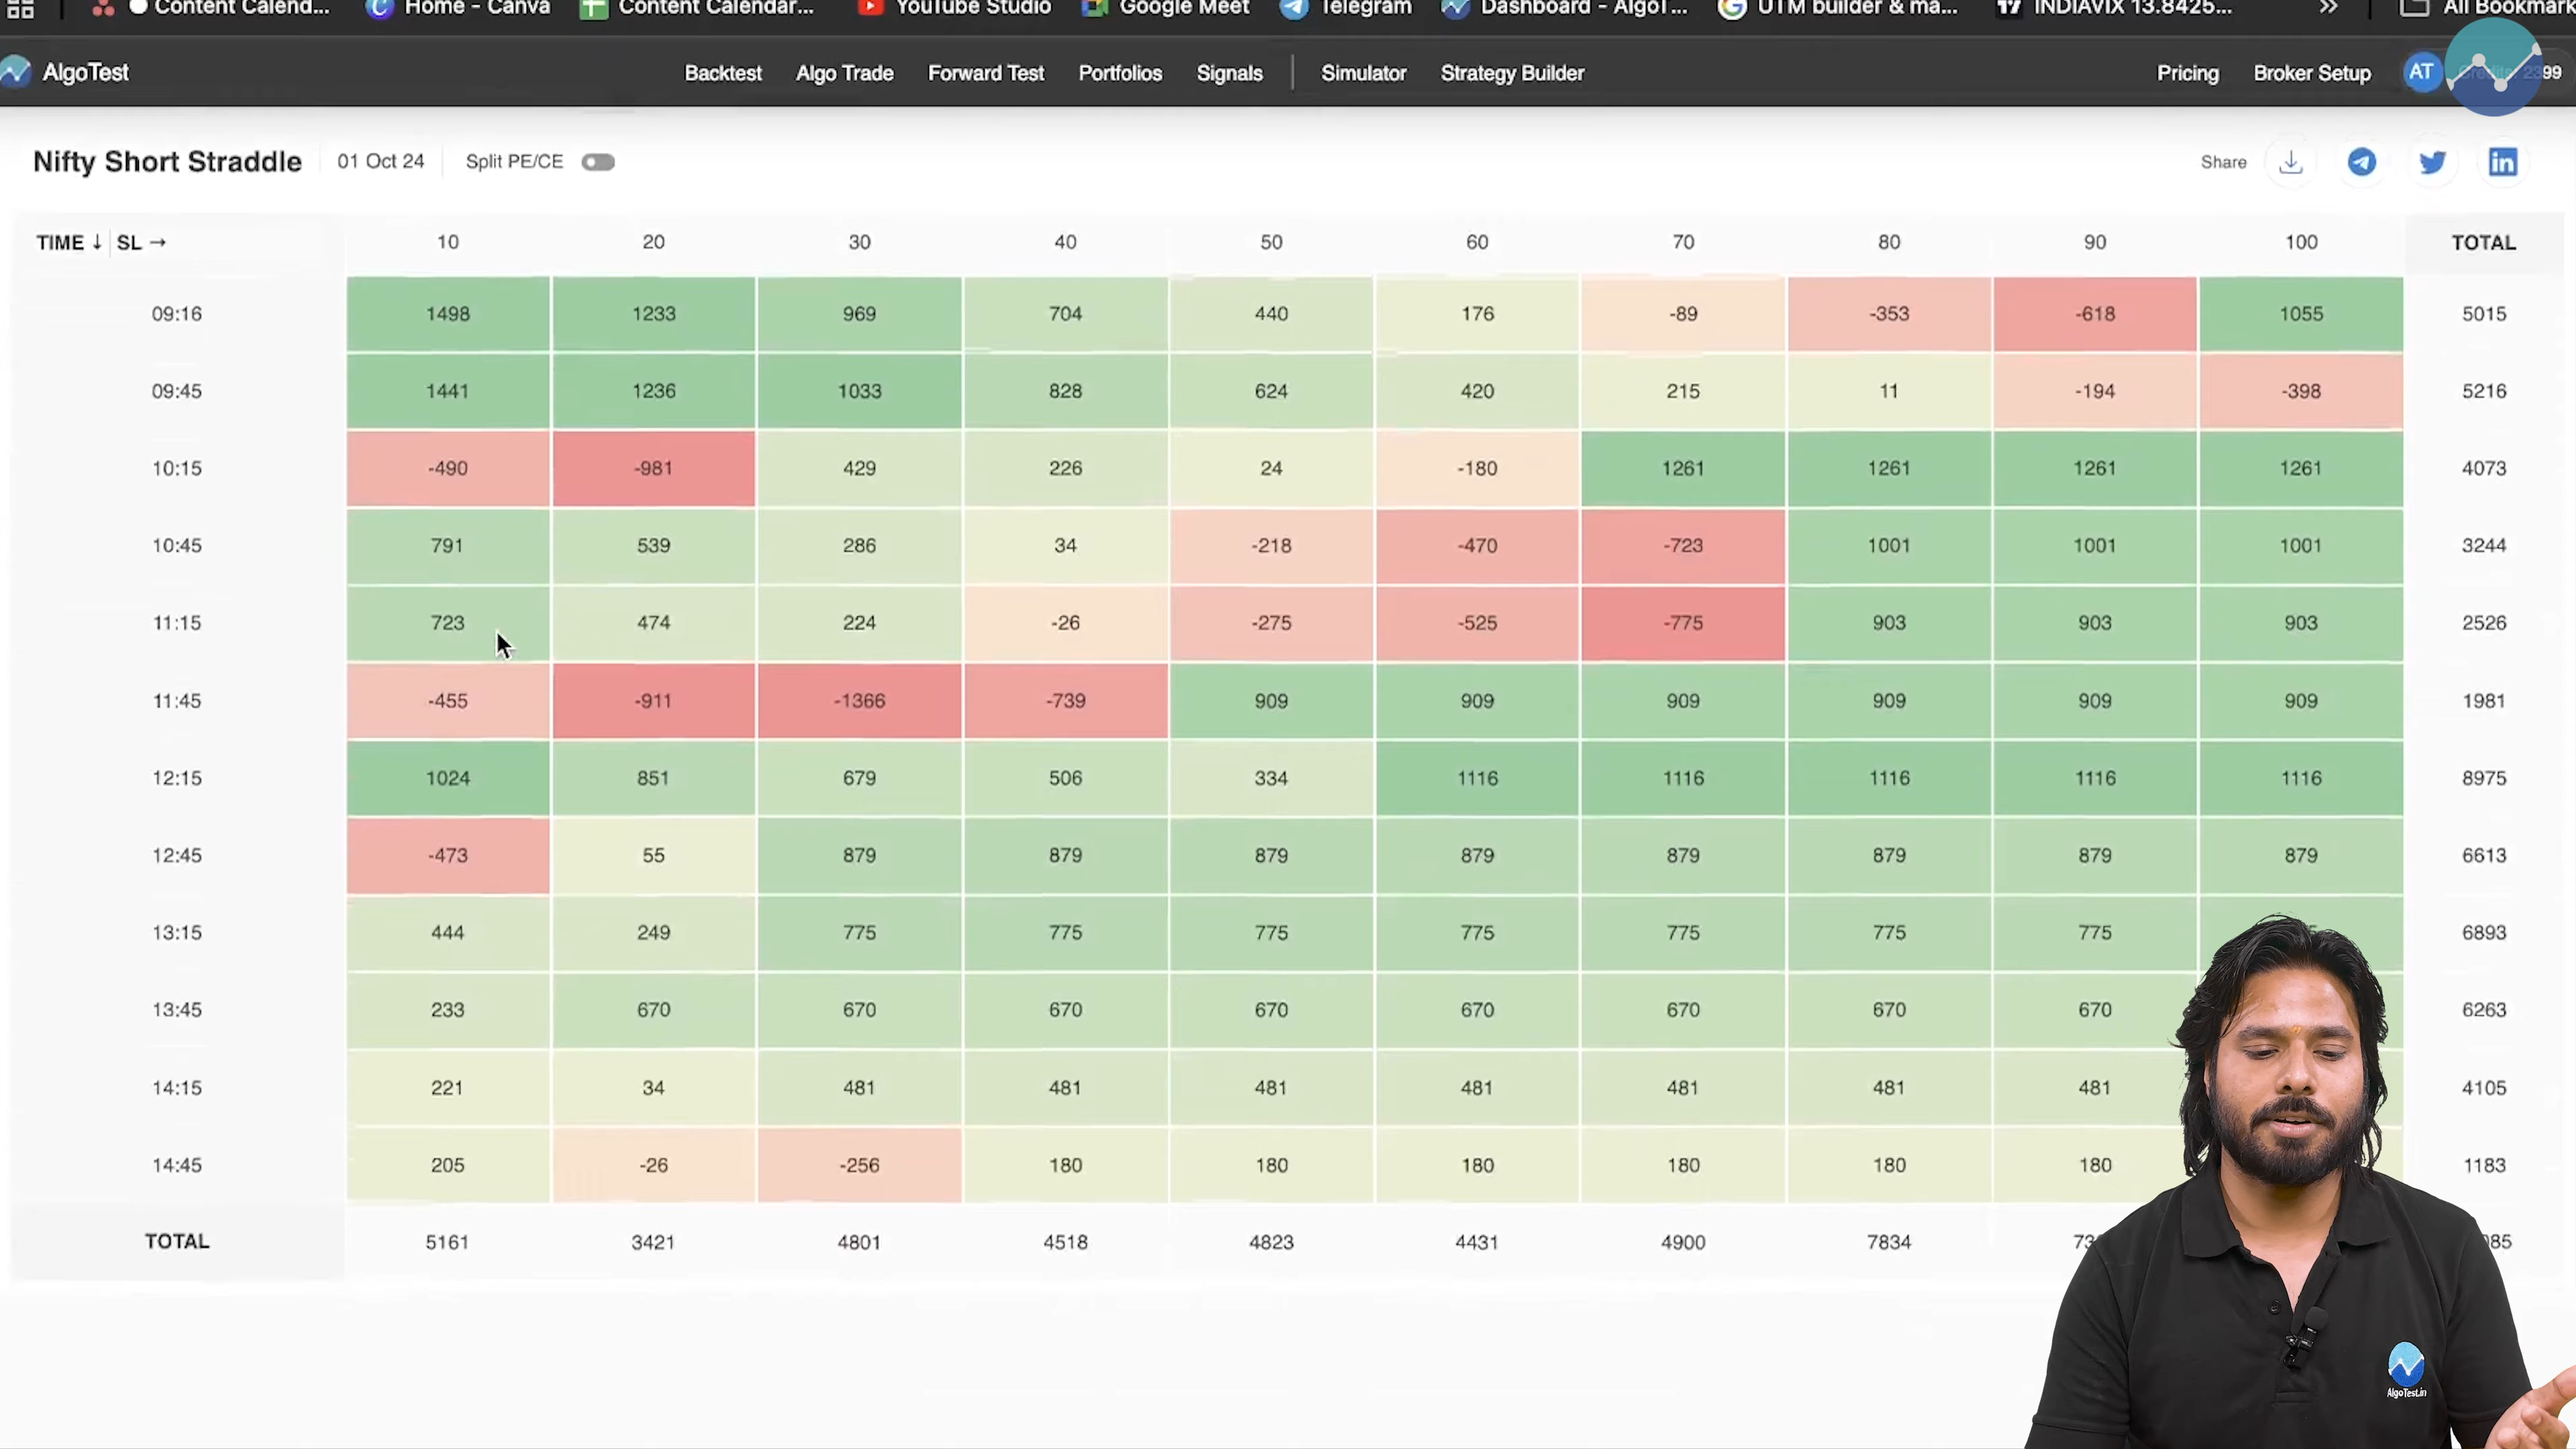 Content Calend... Home - Canva Content Calendar... YouTube Studio Google Meet Telegram Dashboard - AlgoT... UTM builder & ma... INDIAVIX 13.8425... » All Bookmark
AlgoTest Backtest Algo Trade Forward Test Portfolios Signals Simulator Strategy Builder Pricing Broker Setup AT 2399
Nifty Short Straddle 01 Oct 24 Split PE/CE Share
TIME ↓ SL → 10 20 30 40 50 60 70 80 90 100 TOTAL
09:16 1498 1233 969 704 440 176 -89 -353 -618 1055 5015
09:45 1441 1236 1033 828 624 420 215 11 -194 -398 5216
10:15 -490 -981 429 226 24 -180 1261 1261 1261 1261 4073
10:45 791 539 286 34 -218 -470 -723 1001 1001 1001 3244
11:15 723 474 224 -26 -275 -525 -775 903 903 903 2526
11:45 -455 -911 -1366 -739 909 909 909 909 909 909 1981
12:15 1024 851 679 506 334 1116 1116 1116 1116 1116 8975
12:45 -473 55 879 879 879 879 879 879 879 879 6613
13:15 444 249 775 775 775 775 775 775 775 6893
13:45 233 670 670 670 670 670 670 670 670 6263
14:15 221 34 481 481 481 481 481 481 481 4105
14:45 205 -26 -256 180 180 180 180 180 180 1183
TOTAL 5161 3421 4801 4518 4823 4431 4900 7834
AlgoTest.in